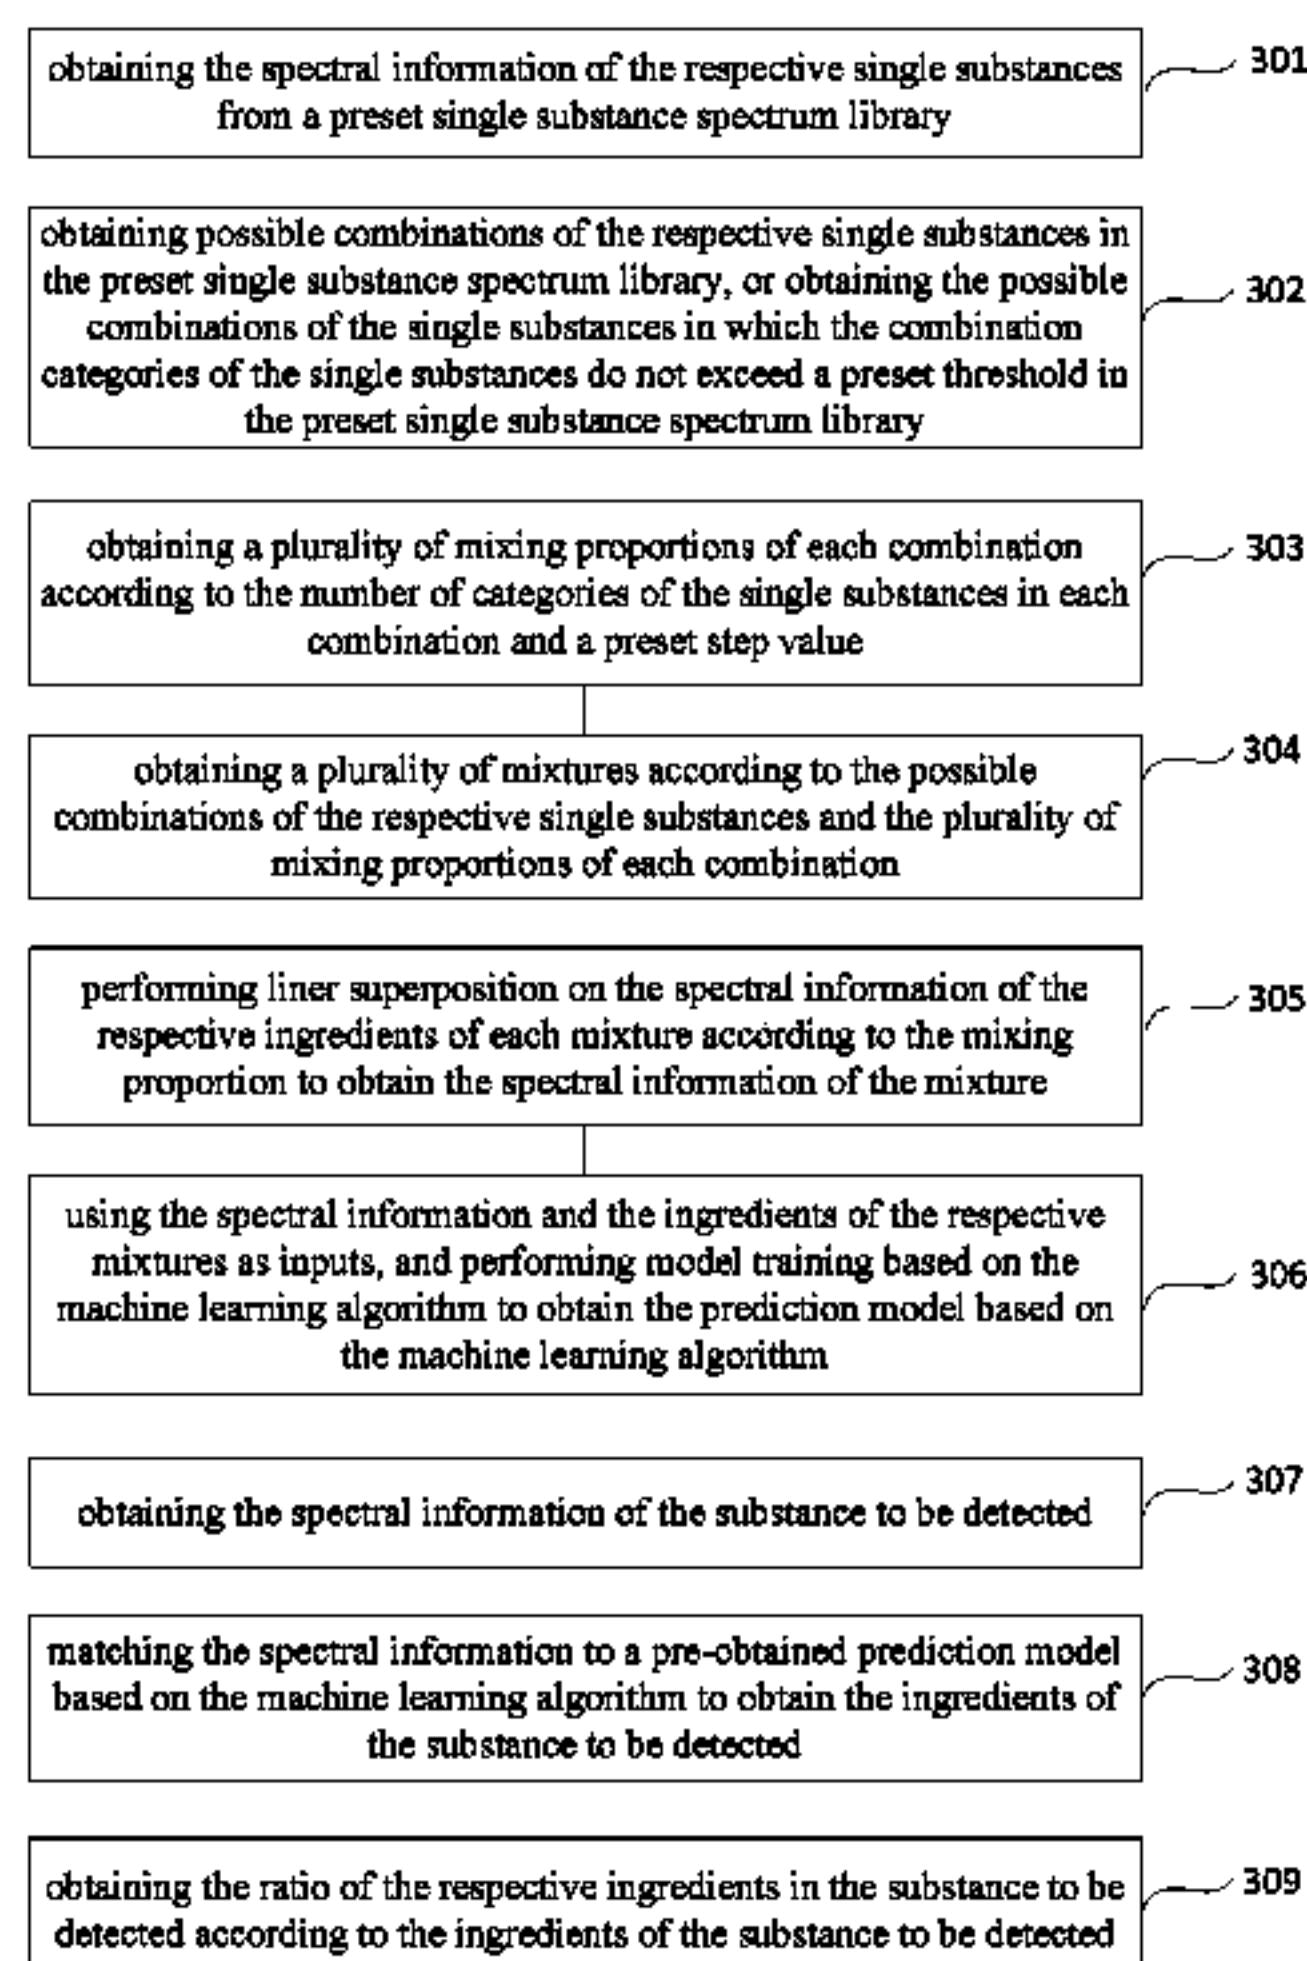 obtaining the spectral information of the respective single substances
from a preset single substance spectrum library
301
obtaining possible combinations of the respective single substances in
the preset single substance spectrum library, or obtaining the possible
combinations of the single substances in which the combination
categories of the single substances do not exceed a preset threshold in
the preset single substance spectrum library
302
obtaining a plurality of mixing proportions of each combination
according to the number of categories of the single substances in each
combination and a preset step value
303
obtaining a plurality of mixtures according to the possible
combinations of the respective single substances and the plurality of
mixing proportions of each combination
304
performing liner superposition on the spectral information of the
respective ingredients of each mixture according to the mixing
proportion to obtain the spectral information of the mixture
305
using the spectral information and the ingredients of the respective
mixtures as inputs, and performing model training based on the
machine learning algorithm to obtain the prediction model based on
the machine learning algorithm
306
obtaining the spectral information of the substance to be detected
307
matching the spectral information to a pre-obtained prediction model
based on the machine learning algorithm to obtain the ingredients of
the substance to be detected
308
obtaining the ratio of the respective ingredients in the substance to be
detected according to the ingredients of the substance to be detected
309